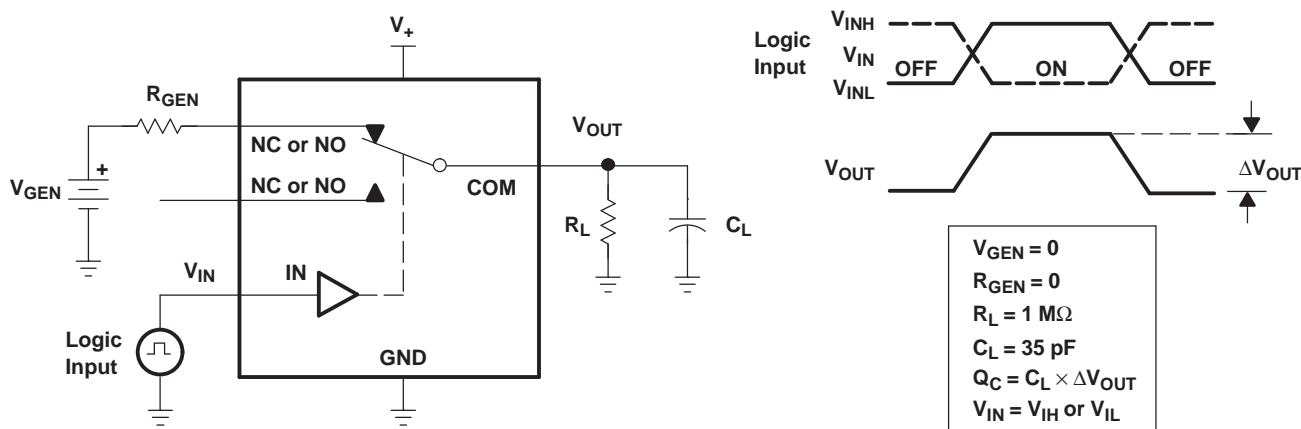 V+
RGEN
NC or NO
NC or NO
VGEN
+
COM
VOUT
RL
CL
VIN
IN
Logic
Input
GND
Logic
Input
VINH
VIN
VINL
OFF
ON
OFF
VOUT
ΔVOUT
VGEN = 0
RGEN = 0
RL = 1 MΩ
CL = 35 pF
QC = CL × ΔVOUT
VIN = VIH or VIL